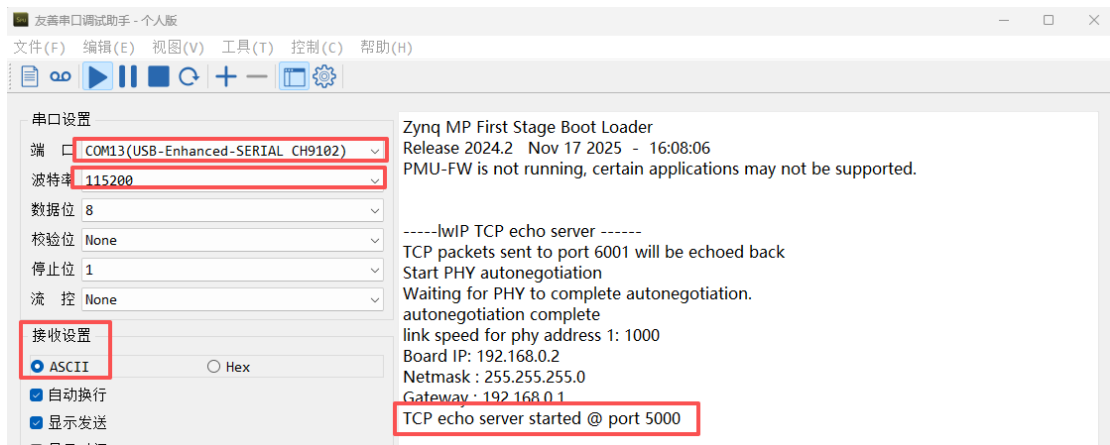 友善串口调试助手 - 个人版
文件(F) 编辑(E) 视图(V) 工具(T) 控制(C) 帮助(H)
串口设置
端 口 COM13(USB-Enhanced-SERIAL CH9102)
波特率 115200
数据位 8
校验位 None
停止位 1
流 控 None
接收设置
ASCII Hex
自动换行
显示发送
Zynq MP First Stage Boot Loader
Release 2024.2 Nov 17 2025 - 16:08:06
PMU-FW is not running, certain applications may not be supported.
-----lwIP TCP echo server ------
TCP packets sent to port 6001 will be echoed back
Start PHY autonegotiation
Waiting for PHY to complete autonegotiation.
autonegotiation complete
link speed for phy address 1: 1000
Board IP: 192.168.0.2
Netmask : 255.255.255.0
Gateway : 192.168.0.1
TCP echo server started @ port 5000